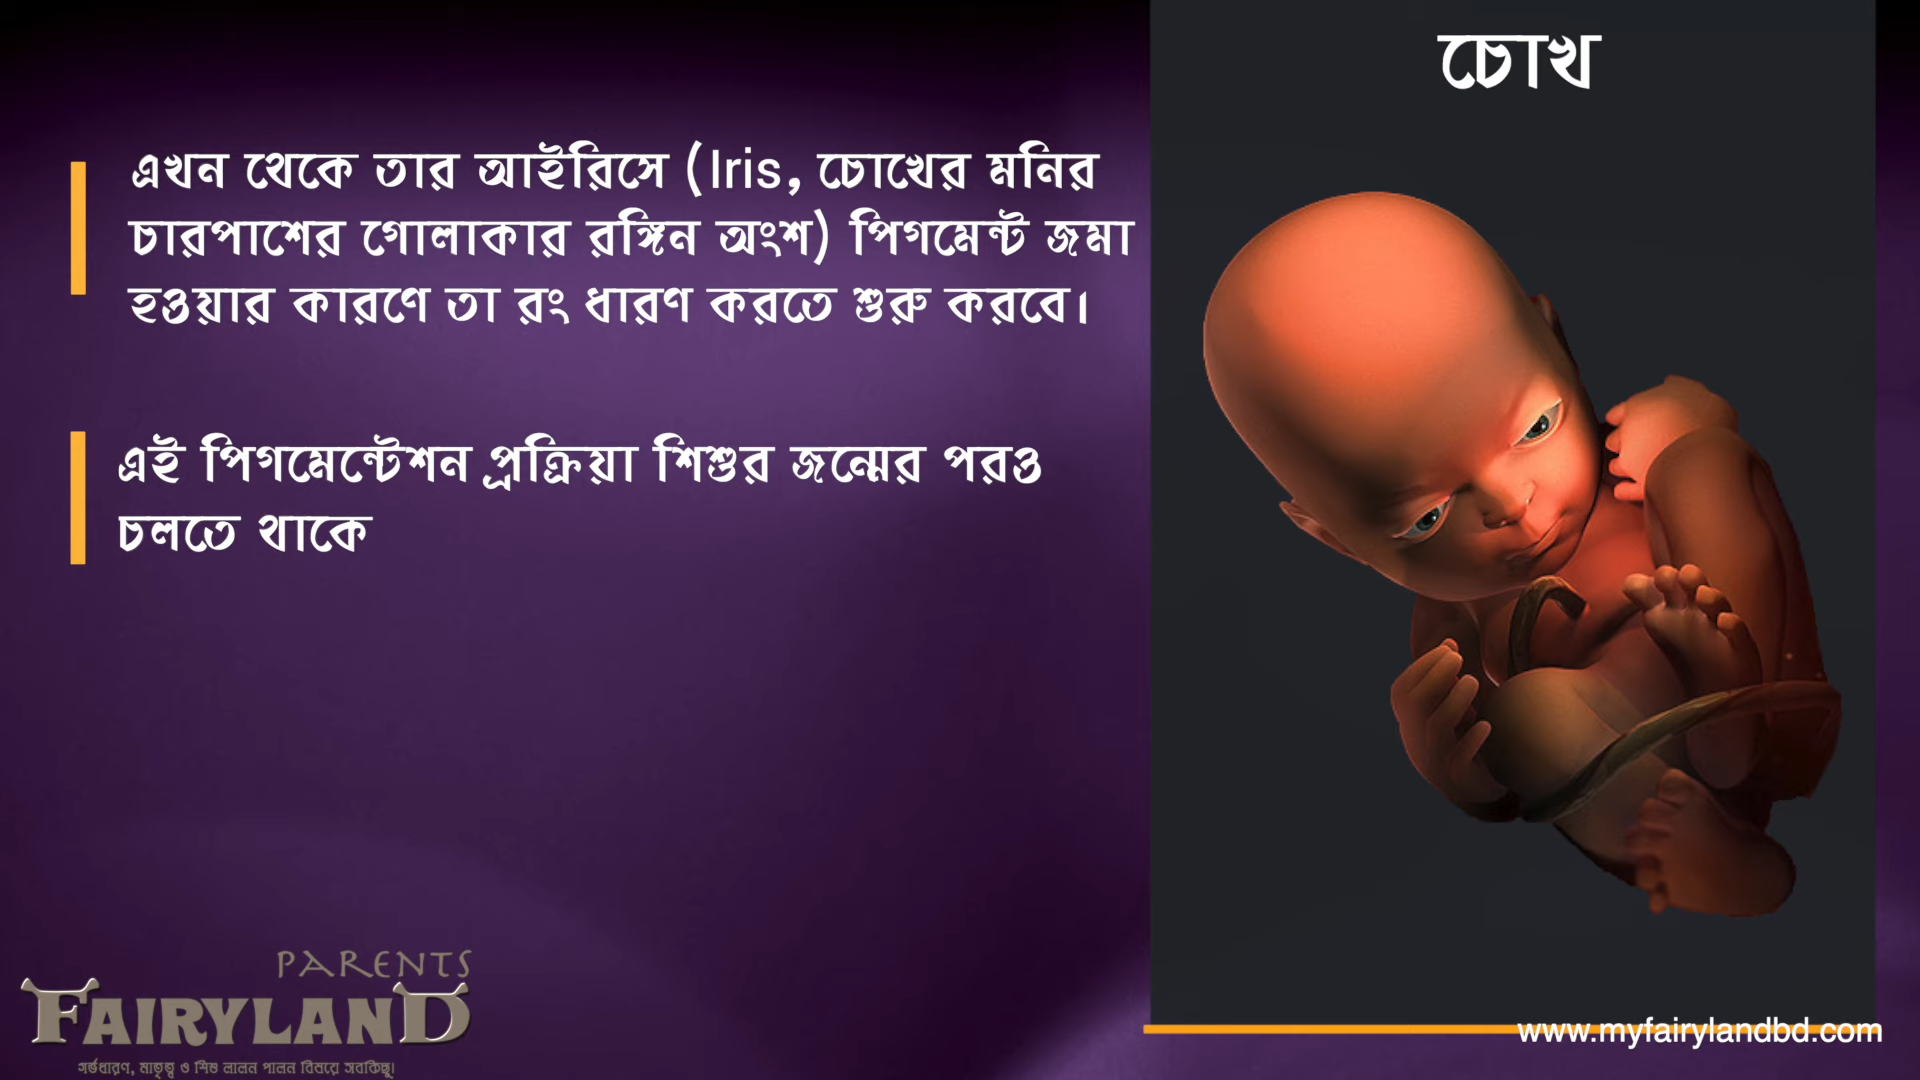 চোখ
এখন থেকে তার আইরিসে (Iris, চোখের মনির
চারপাশের গোলাকার রঙ্গিন অংশ) পিগমেন্ট জমা
হওয়ার কারণে তা রং ধারণ করতে শুরু করবে।
এই পিগমেন্টেশন প্রক্রিয়া শিশুর জন্মের পরও
চলতে থাকে
PARENTS
FAIRYLAND
গর্ভধারণ, মাতৃত্ব ও শিশু লালন পালন বিষয়ে সবকিছু।
www.myfairylandbd.com